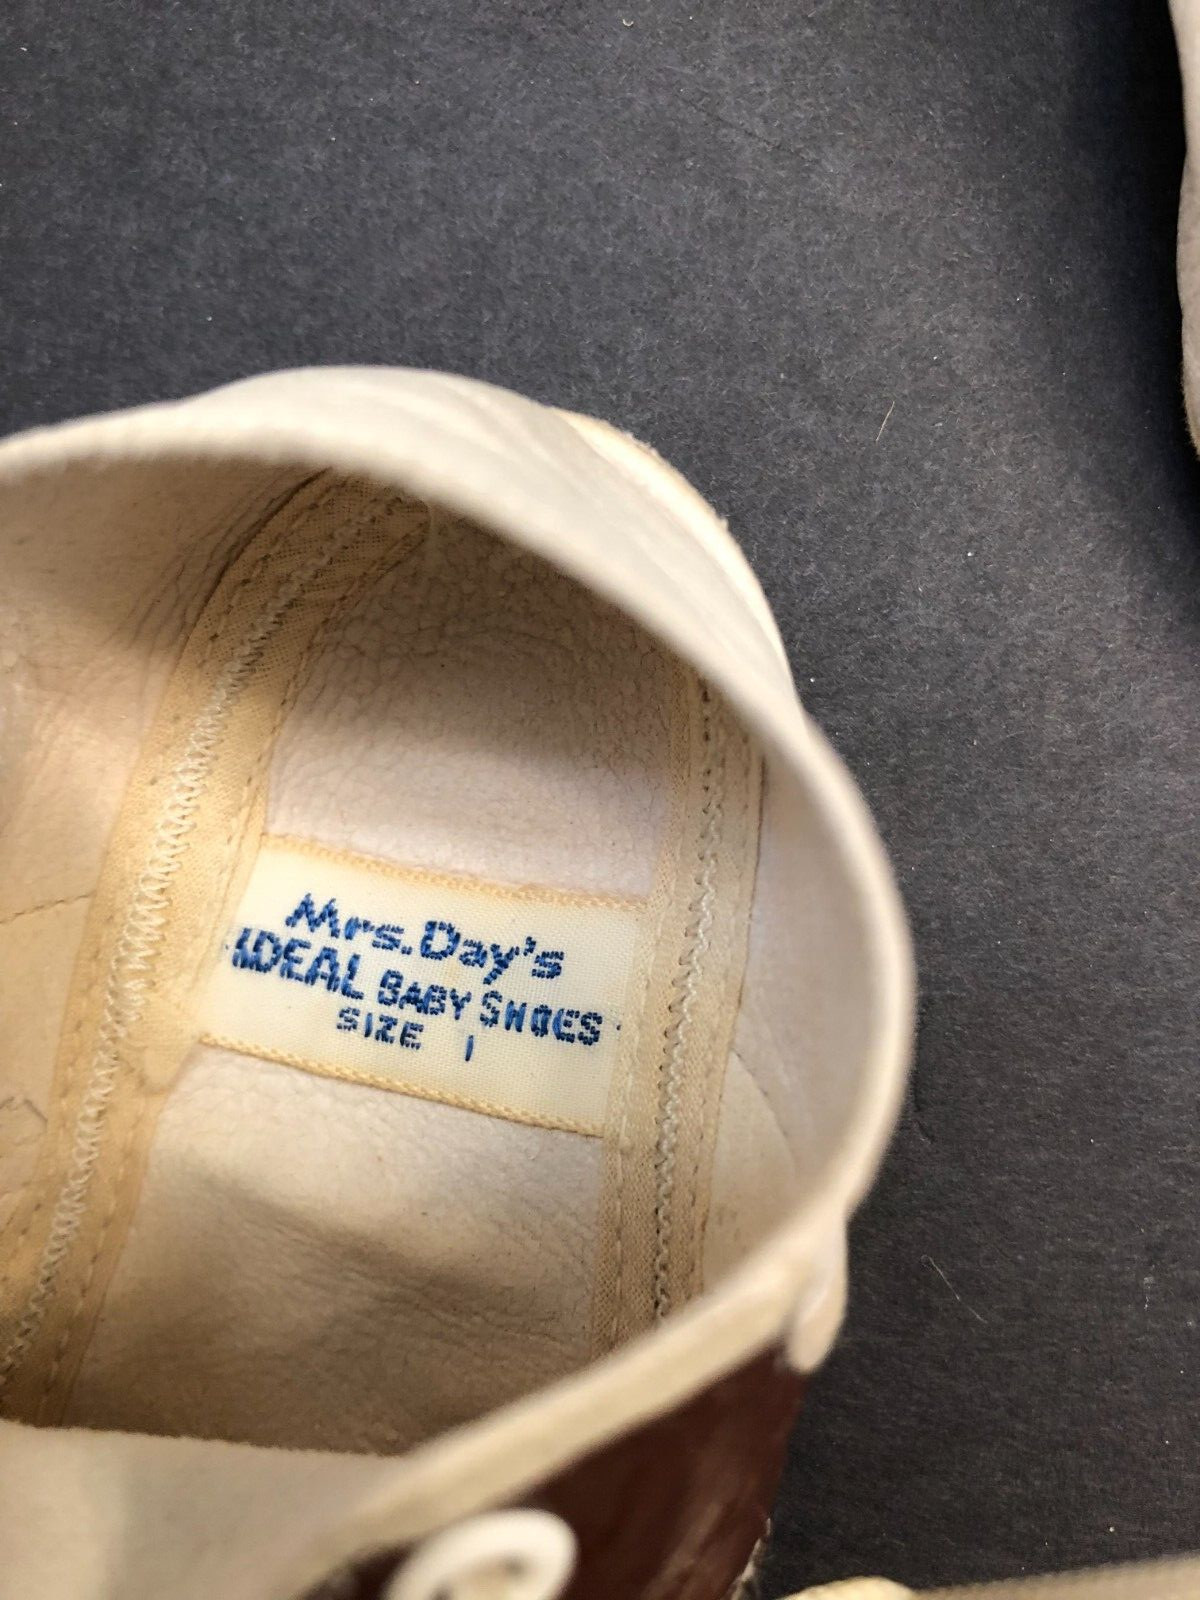 Mrs. Day's
IDEAL BABY SHOES
SIZE 1